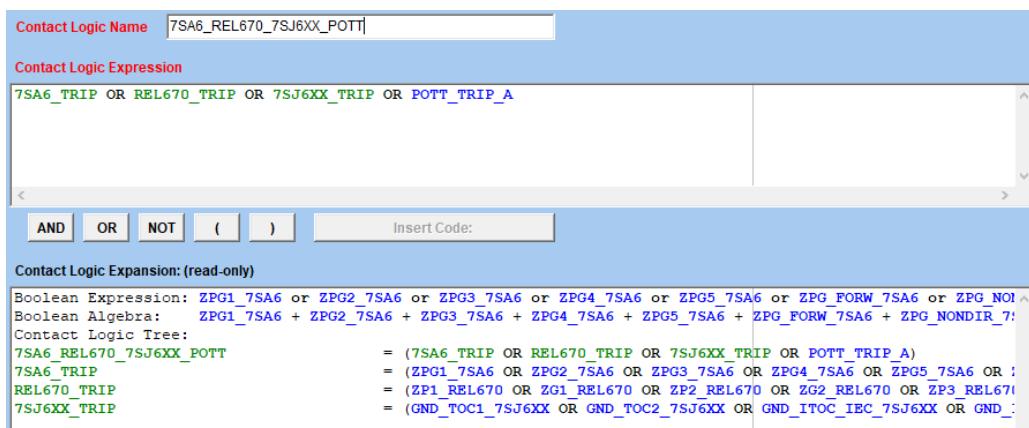 Contact Logic Name 7SA6_REL670_7SJ6XX_POTT
Contact Logic Expression
7SA6_TRIP OR REL670_TRIP OR 7SJ6XX_TRIP OR POTT_TRIP_A
AND OR NOT ( ) Insert Code:
Contact Logic Expansion: (read-only)
Boolean Expression: ZPG1_7SA6 or ZPG2_7SA6 or ZPG3_7SA6 or ZPG4_7SA6 or ZPG5_7SA6 or ZPG_FORW_7SA6 or
Boolean Algebra: ZPG1_7SA6 + ZPG2_7SA6 + ZPG3_7SA6 + ZPG4_7SA6 + ZPG5_7SA6 + ZPG_FORW_7SA6 +
Contact Logic Tree:
7SA6_REL670_7SJ6XX_POTT = (7SA6_TRIP OR REL670_TRIP OR 7SJ6XX_TRIP OR POTT_TRIP_A)
7SA6_TRIP = (ZPG1_7SA6 OR ZPG2_7SA6 OR ZPG3_7SA6 OR ZPG4_7SA6 OR ZPG5_7SA6 OR
REL670_TRIP = (ZP1_REL670 OR ZG1_REL670 OR ZP2_REL670 OR ZG2_REL670 OR
7SJ6XX_TRIP = (GND_TOC1_7SJ6XX OR GND_TOC2_7SJ6XX OR GND_ITOC_IEC_7SJ6XX OR